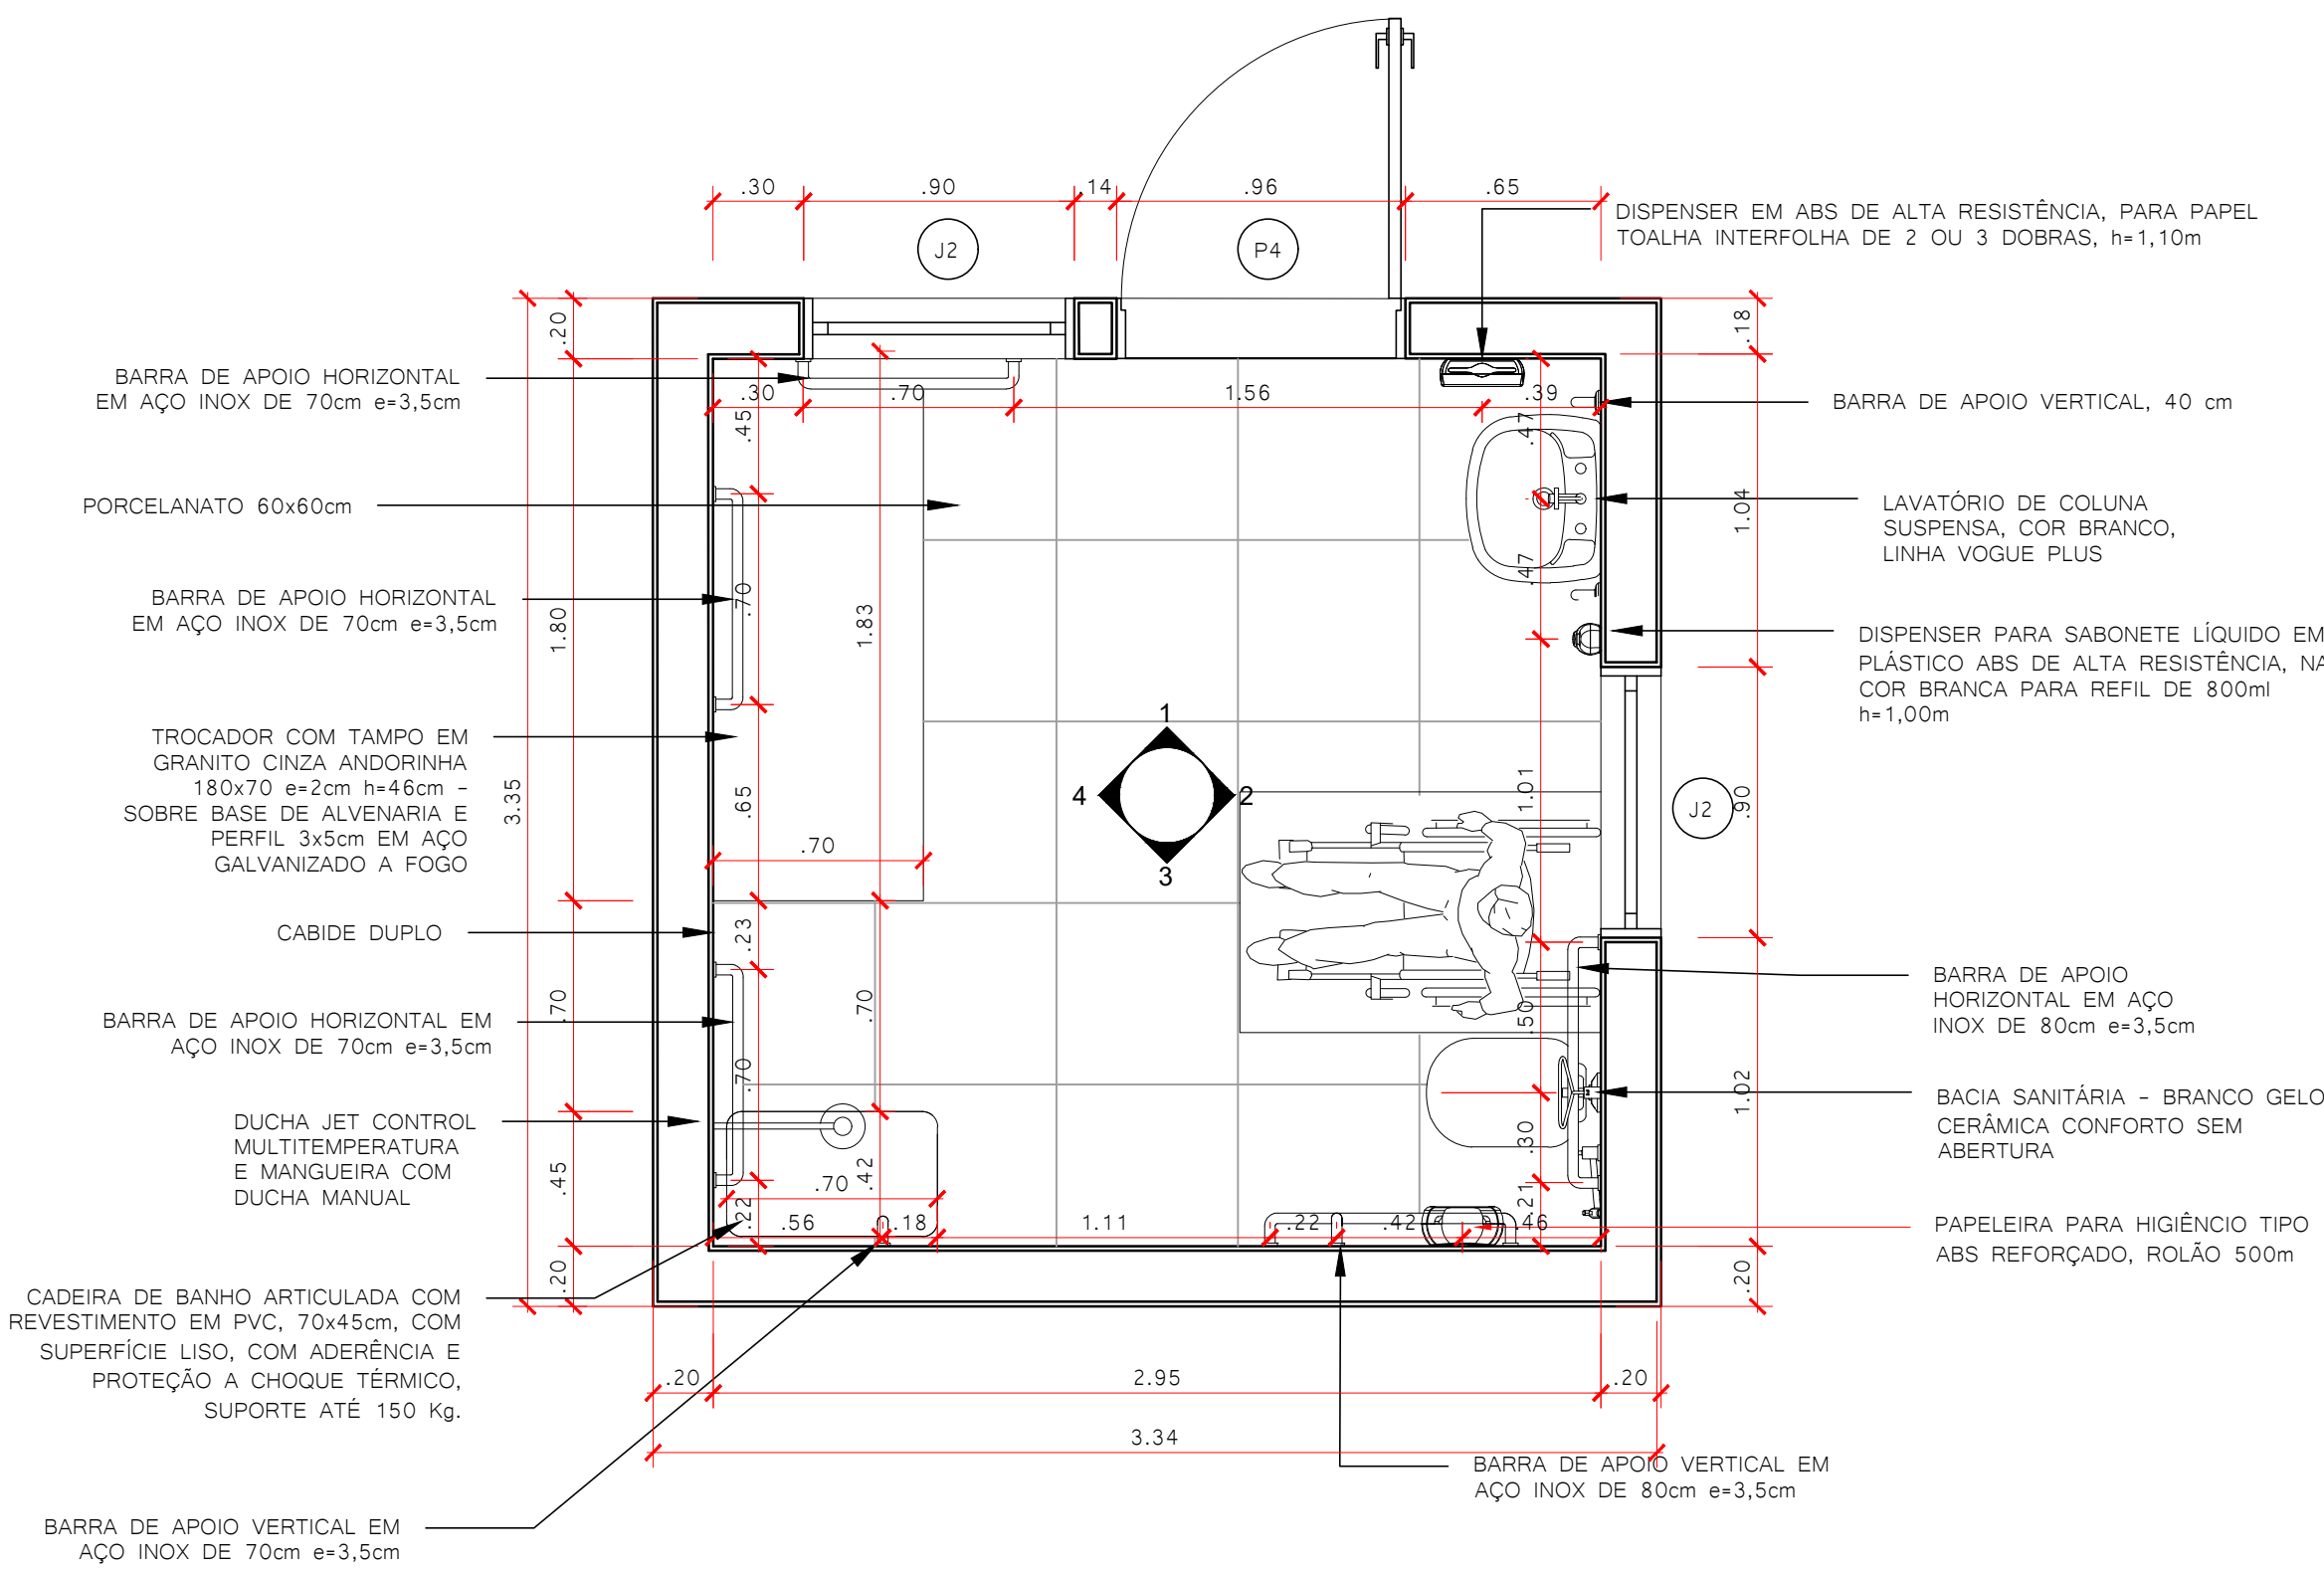 .30
.90
.14
.96
.65
J2
P4
DISPENSER EM ABS DE ALTA RESISTÊNCIA, PARA PAPEL
TOALHA INTERFOLHA DE 2 OU 3 DOBRAS, h=1,10m
.20
.18
BARRA DE APOIO HORIZONTAL
EM AÇO INOX DE 70cm e=3,5cm
.30
.70
1.56
.39
.45
.47
BARRA DE APOIO VERTICAL, 40 cm
PORCELANATO 60x60cm
LAVATÓRIO DE COLUNA
SUSPENSA, COR BRANCO,
LINHA VOGUE PLUS
1.04
.47
BARRA DE APOIO HORIZONTAL
EM AÇO INOX DE 70cm e=3,5cm
1.80
.70
1.83
DISPENSER PARA SABONETE LÍQUIDO EM
PLÁSTICO ABS DE ALTA RESISTÊNCIA, NA
COR BRANCA PARA REFIL DE 800ml
h=1,00m
TROCADOR COM TAMPO EM
GRANITO CINZA ANDORINHA
180x70 e=2cm h=46cm -
SOBRE BASE DE ALVENARIA E
PERFIL 3x5cm EM AÇO
GALVANIZADO A FOGO
3.35
.65
.70
1
4
2
3
1.01
J2
.90
CABIDE DUPLO
.23
BARRA DE APOIO HORIZONTAL EM
AÇO INOX DE 70cm e=3,5cm
.70
.70
.70
.50
BARRA DE APOIO
HORIZONTAL EM AÇO
INOX DE 80cm e=3,5cm
1.02
BACIA SANITÁRIA - BRANCO GELO
CERÂMICA CONFORTO SEM
ABERTURA
DUCHA JET CONTROL
MULTITEMPERATURA
E MANGUEIRA COM
DUCHA MANUAL
.45
.42
.30
.70
.22
.56
.18
1.11
.22
.42
.46
.21
PAPELEIRA PARA HIGIÊNCIO TIPO
ABS REFORÇADO, ROLÃO 500m
.20
.20
CADEIRA DE BANHO ARTICULADA COM
REVESTIMENTO EM PVC, 70x45cm, COM
SUPERFÍCIE LISO, COM ADERÊNCIA E
PROTEÇÃO A CHOQUE TÉRMICO,
SUPORTE ATÉ 150 Kg.
.20
2.95
.20
3.34
BARRA DE APOIO VERTICAL EM
AÇO INOX DE 80cm e=3,5cm
BARRA DE APOIO VERTICAL EM
AÇO INOX DE 70cm e=3,5cm